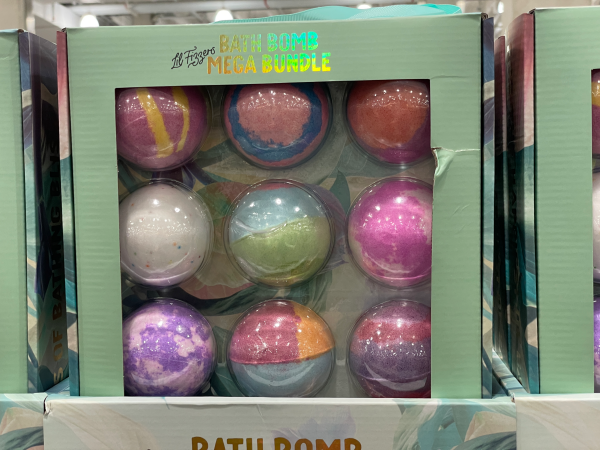 Lil Fizzers
BATH BOMB
MEGA BUNDLE
BATH BOMB